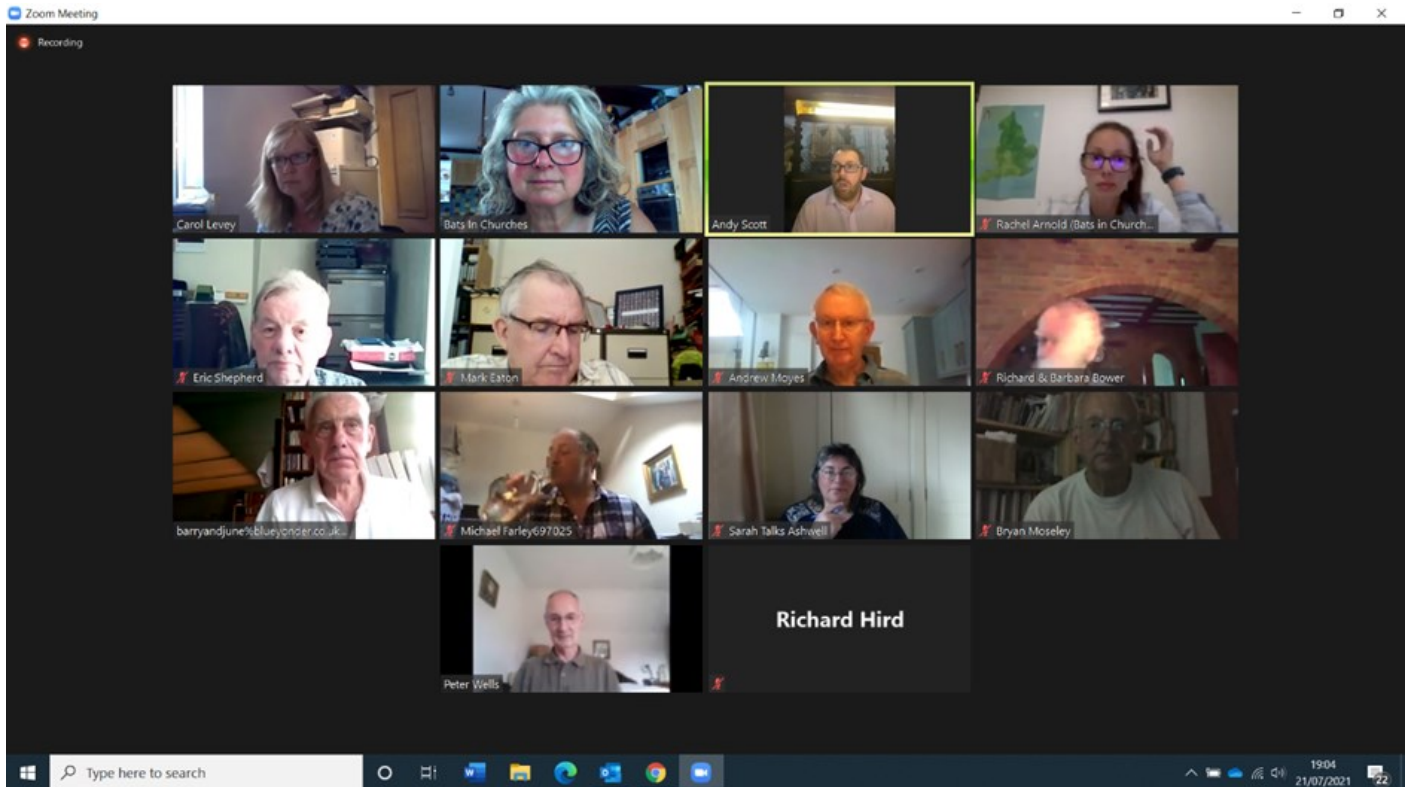 Zoom Meeting
Recording
Carol Levey
Bats In Churches
Andy Scott
Rachel Arnold (Bats in Church...
Eric Shepherd
Mark Eaton
Andrew Moyes
Richard & Barbara Bower
barryandjune%blueyonder.co.uk...
Michael Farley697025
Sarah Talks Ashwell
Bryan Moseley
Peter Wells
Richard Hird
Type here to search
19:04
21/07/2021
22